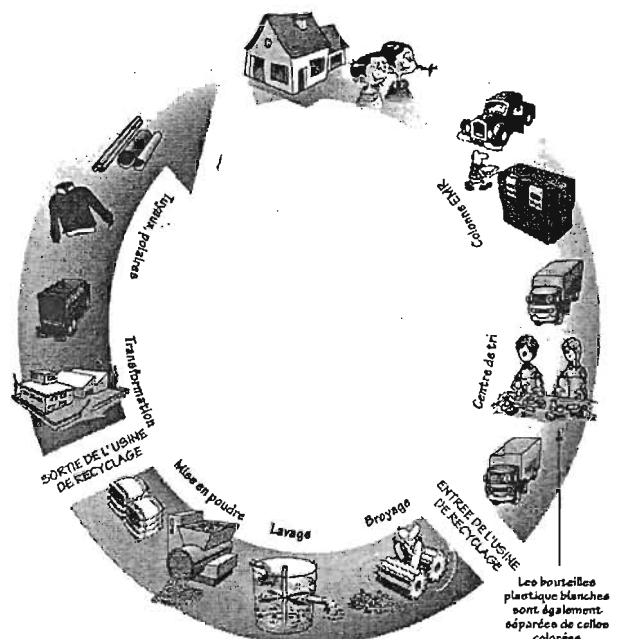 Colonne EMR
Centre de tri
Les bouteilles
plastique blanches
sont également
séparées de celles
colorées
ENTREE DE L'USINE
DE RECYCLAGE
Broyage
Lavage
Mise en poudre
SORTIE DE L'USINE
DE RECYCLAGE
Transformation
Tuyaux, polaires